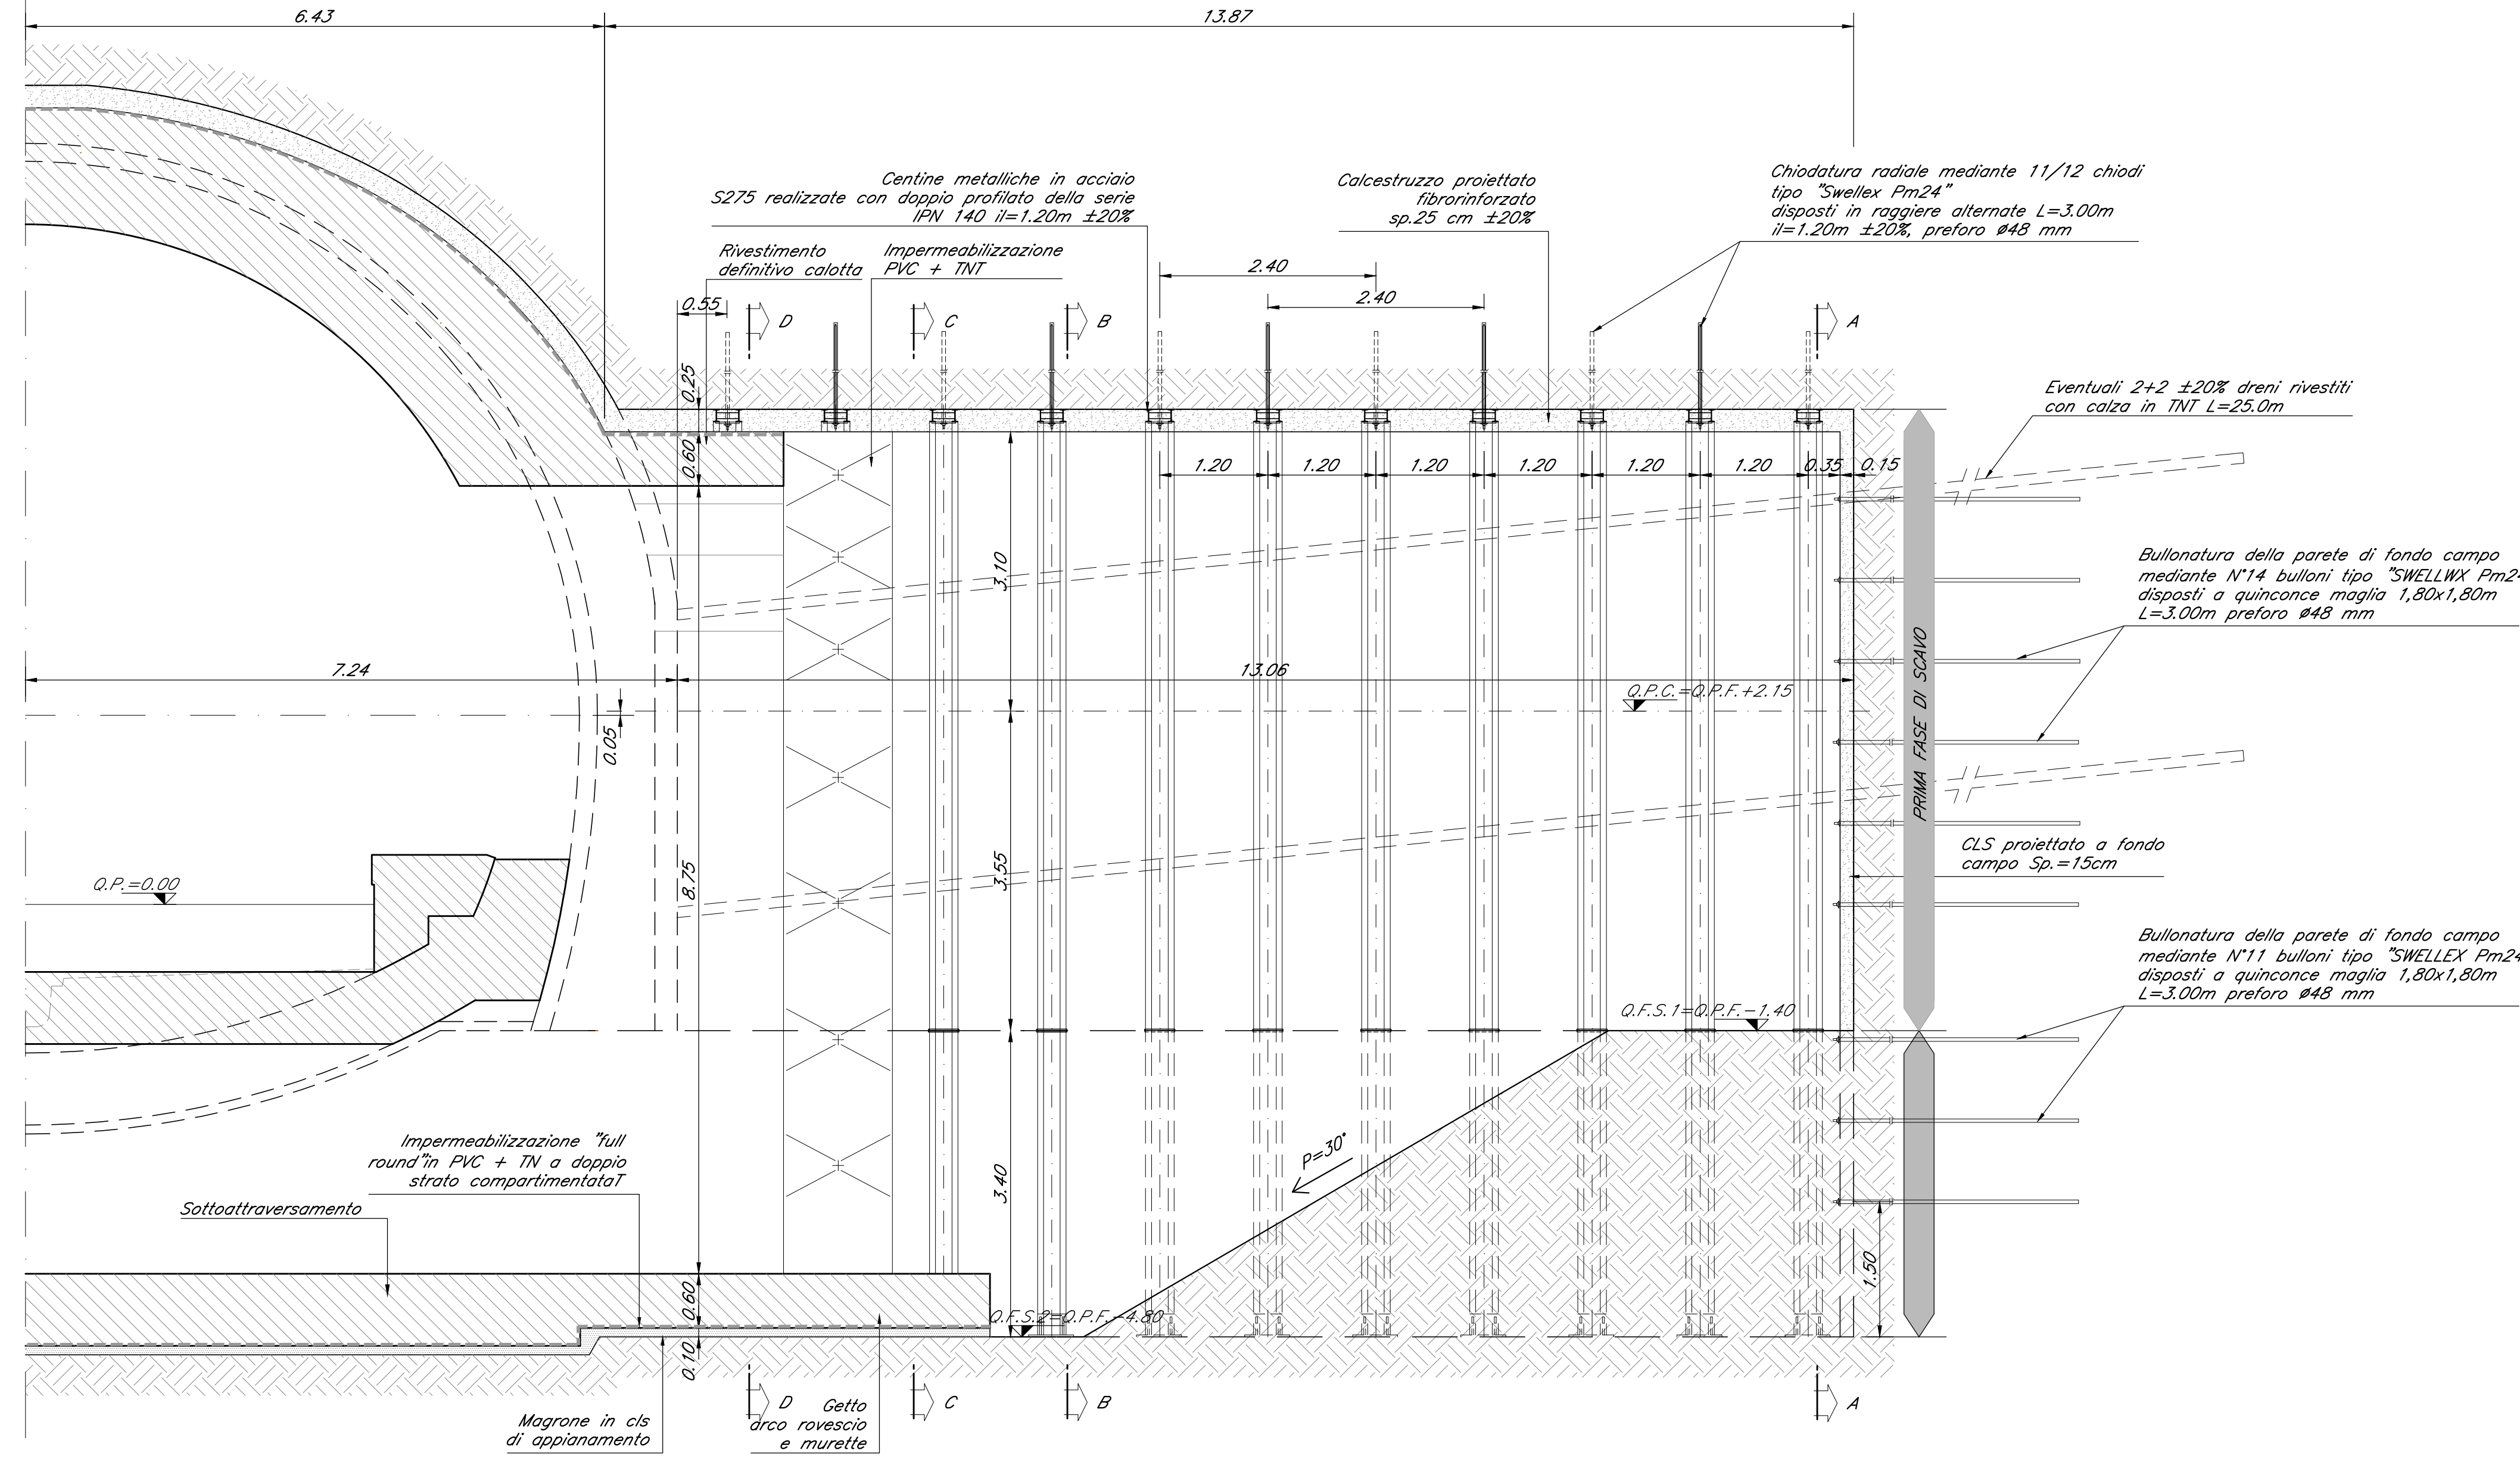 6.43
13.87
Centine metalliche in acciaio
S275 realizzate con doppio profilato della serie
IPN 140 il=1.20m ±20%
Calcestruzzo proiettato
fibrorinforzato
sp.25 cm ±20%
Chiodatura radiale mediante 11/12 chiodi
tipo "Swellex Pm24"
disposti in raggiere alternate L=3.00m
il=1.20m ±20%, preforo ø48 mm
Rivestimento
definitivo calotta
Impermeabilizzazione
PVC + TNT
2.40
2.40
0.55
D
C
B
A
0.25
Eventuali 2+2 ±20% dreni rivestiti
con calza in TNT L=25.0m
0.60
1.20
1.20
1.20
1.20
1.20
1.20
0.35
0.15
3.10
Bullonatura della parete di fondo campo
mediante N°14 bulloni tipo "SWELLWX Pm24
disposti a quinconce maglia 1,80x1,80m
L=3.00m preforo ø48 mm
PRIMA FASE DI SCAVO
7.24
13.06
Q.P.C.=Q.P.F.+2.15
0.05
CLS proiettato a fondo
campo Sp.=15cm
Q.P.=0.00
8.75
3.55
Bullonatura della parete di fondo campo
mediante N°11 bulloni tipo "SWELLEX Pm24
disposti a quinconce maglia 1,80x1,80m
L=3.00m preforo ø48 mm
Q.F.S.1=Q.P.F.-1.40
Impermeabilizzazione "full
round"in PVC + TN a doppio
strato compartimentataT
P=30°
3.40
Sottoattraversamento
1.50
0.60
Q.F.S.2=Q.P.F.-4.80
0.10
D
C
B
A
Magrone in cls
di appianamento
Getto
arco rovescio
e murette